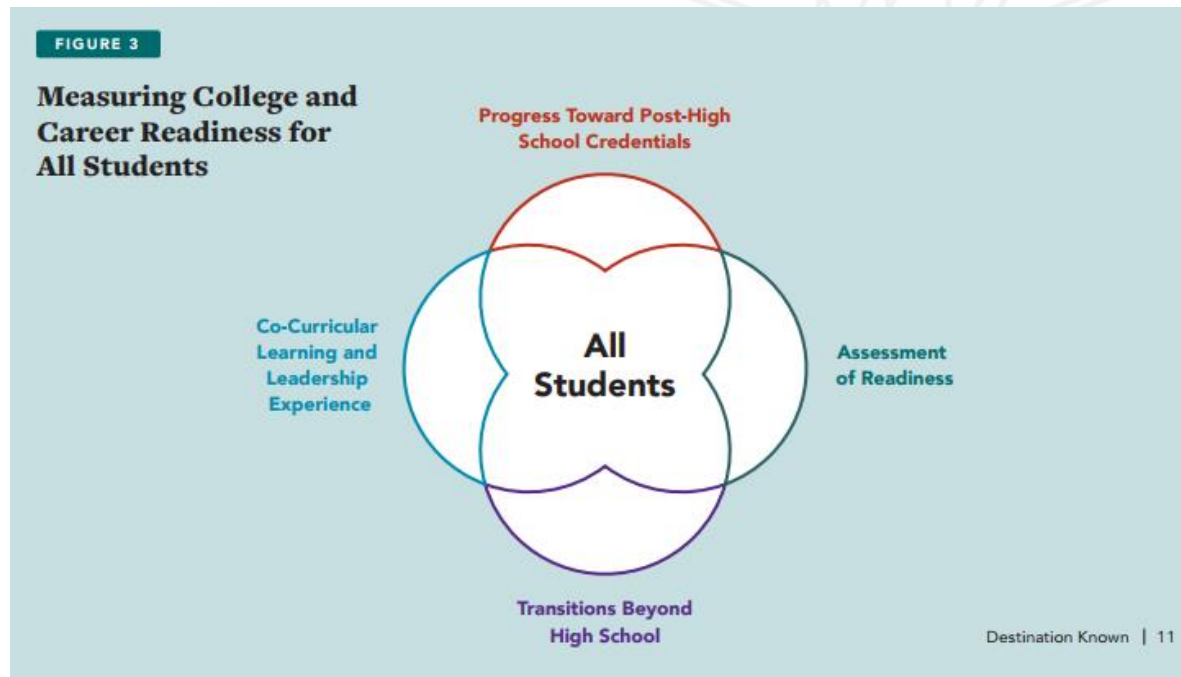 FIGURE 3
Measuring College and
Career Readiness for
All Students
Progress Toward Post-High
School Credentials
Co-Curricular
Learning and
Leadership
Experience
All
Students
Assessment
of Readiness
Transitions Beyond
High School
Destination Known | 11